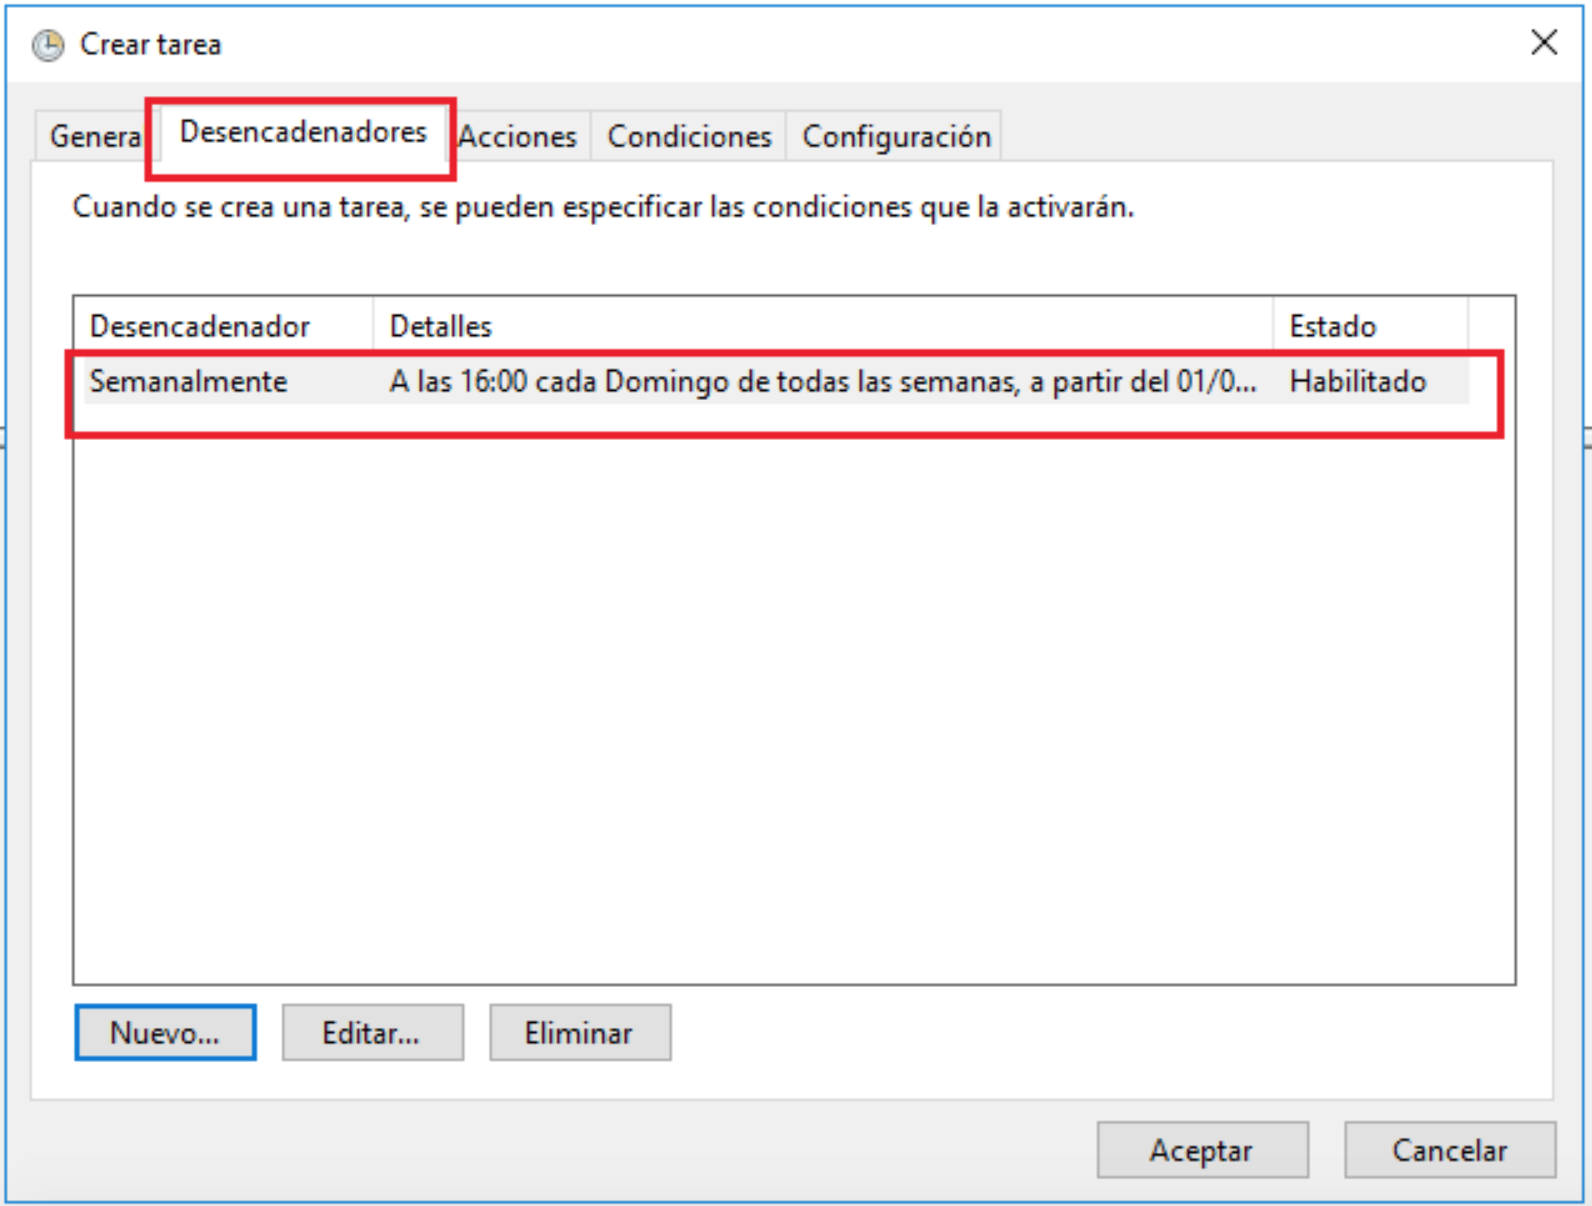 Crear tarea
Genera Desencadenadores Acciones Condiciones Configuración
Cuando se crea una tarea, se pueden especificar las condiciones que la activarán.
Desencadenador Detalles Estado
Semanalmente A las 16:00 cada Domingo de todas las semanas, a partir del 01/0... Habilitado
Nuevo... Editar... Eliminar
Aceptar Cancelar